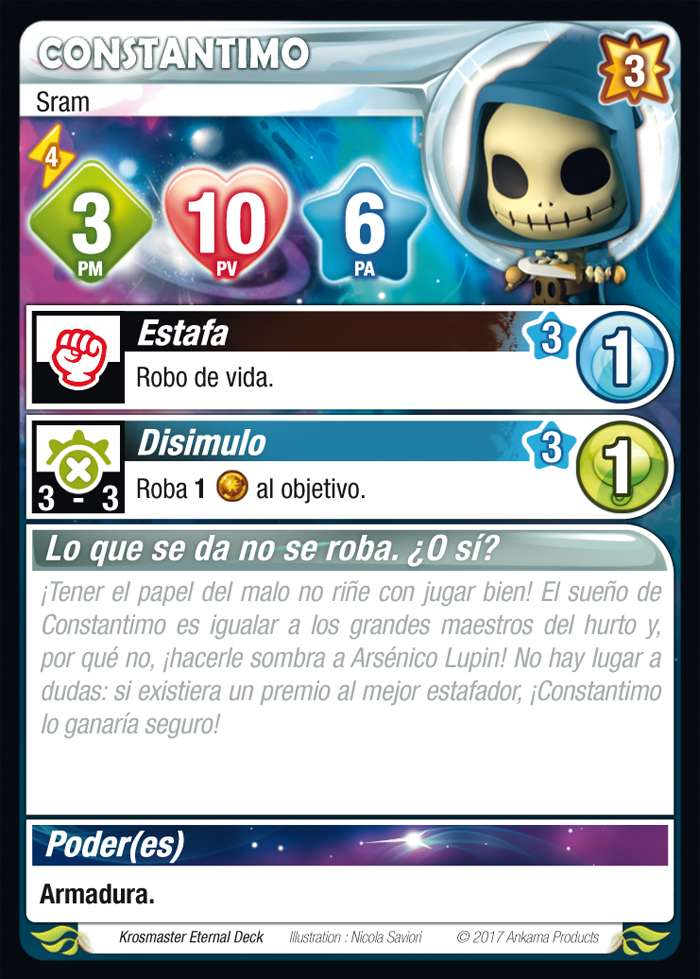 CONSTANTIMO
3
Sram
4
3
PM
10
PV
6
PA
Estafa
3
1
Robo de vida.
Disimulo
3
1
3 - 3
Roba 1 al objetivo.
Lo que se da no se roba. ¿O sí?
¡Tener el papel del malo no riñe con jugar bien! El sueño de
Constantimo es igualar a los grandes maestros del hurto y,
por qué no, ¡hacerle sombra a Arsénico Lupin! No hay lugar a
dudas: si existiera un premio al mejor estafador, ¡Constantimo
lo ganaría seguro!
Poder(es)
Armadura.
Krosmaster Eternal Deck Illustration : Nicola Saviori © 2017 Ankama Products